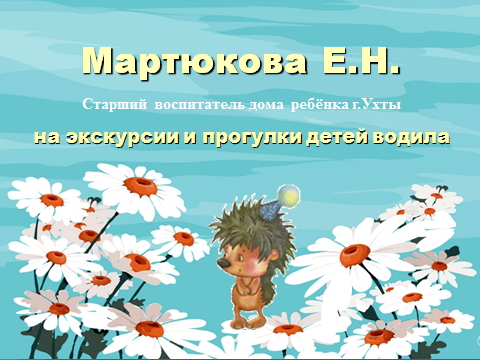 Мартюкова Е.Н.
Старший воспитатель дома ребёнка г.Ухты
на экскурсии и прогулки детей водила